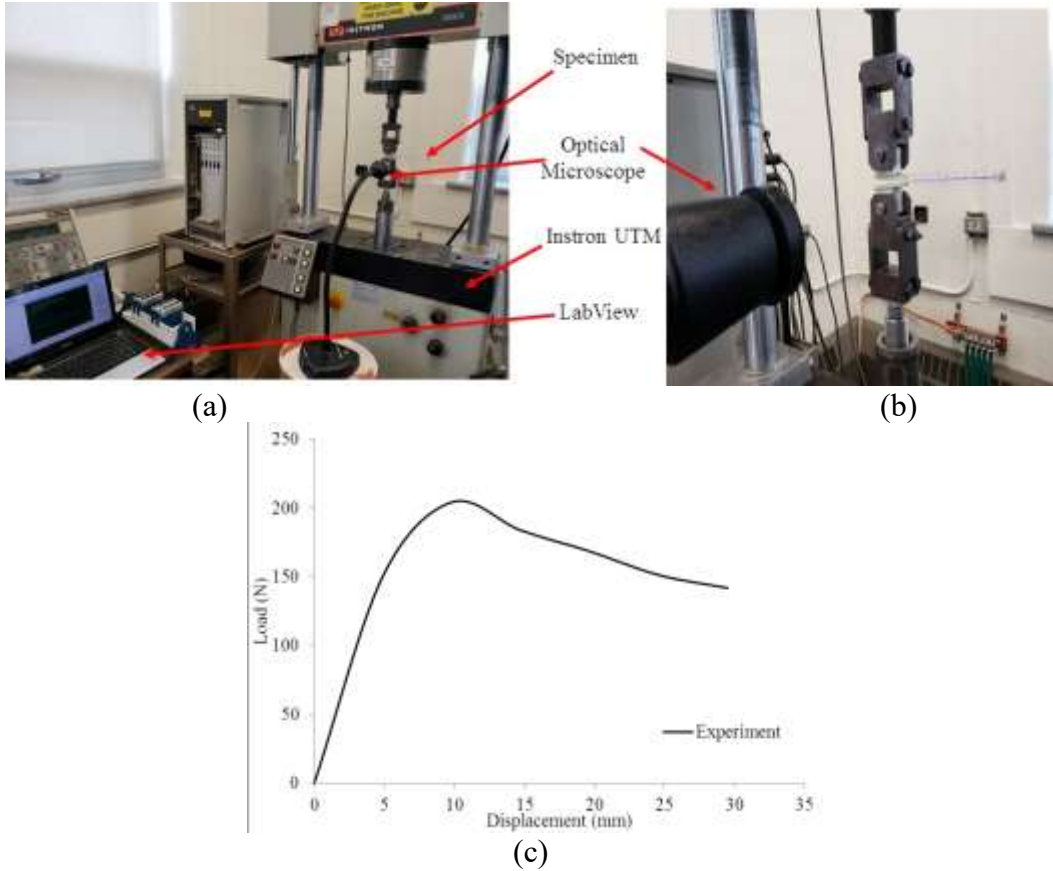 INSTRON
Specimen
Optical
Microscope
Instron UTM
LabView
(a)
(b)
250
200
150
100
50
0
Load (N)
Experiment
0 5 10 15 20 25 30 35
Displacement (mm)
(c)